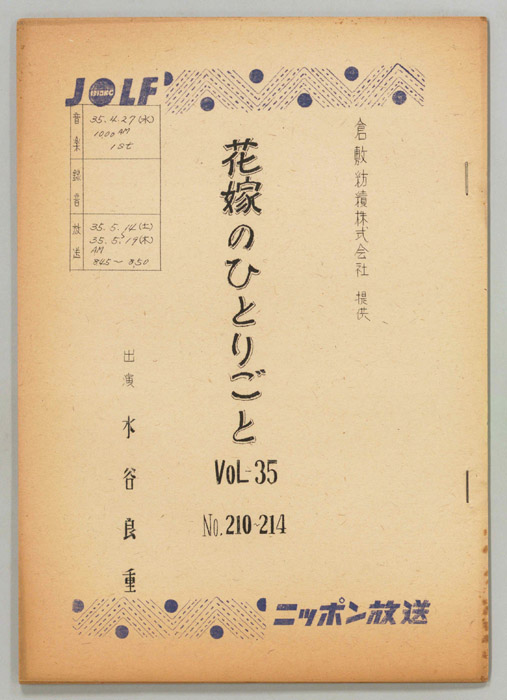 JOLF
倉敷紡績株式会社 提供
花嫁のひとりごと
VOL-35
No.210~214
音楽 35.4.27(水)
1000 AM
1st
録音
放送 35.5.14(土)
35.5.19(木)
AM
845~850
出演 水谷良重
ニッポン放送